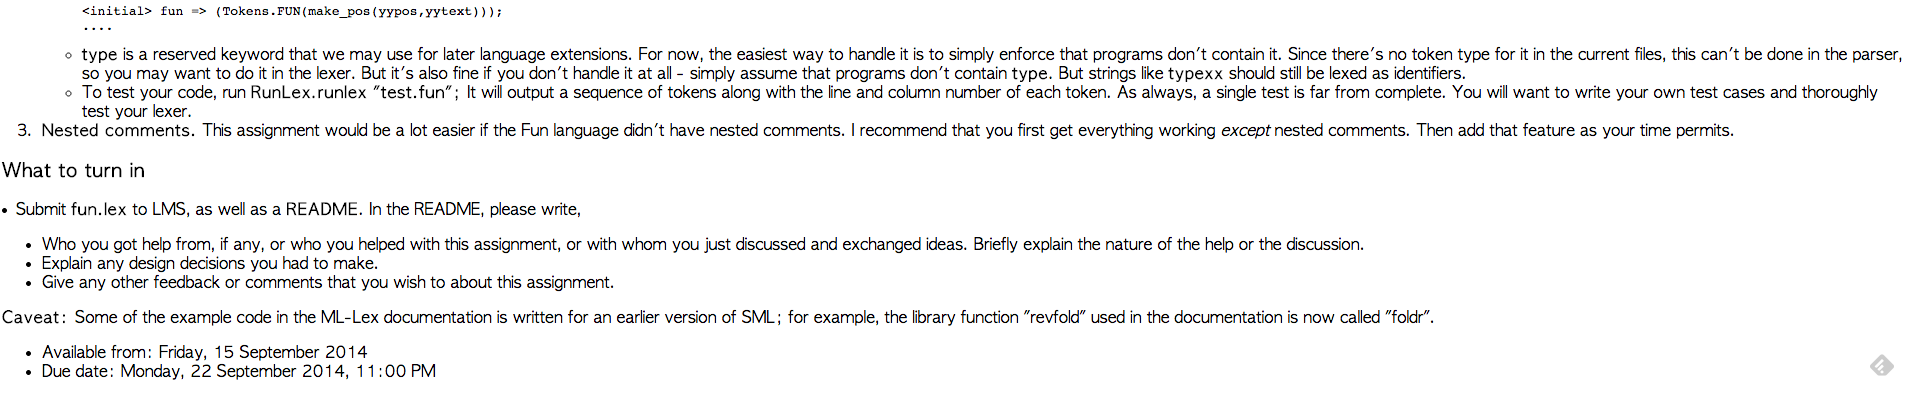 <initial> fun => (Tokens.FUN(make_pos(yypos,yytext)));
....
◦ type is a reserved keyword that we may use for later language extensions. For now, the easiest way to handle it is to simply enforce that programs don't contain it. Since there's no token type for it in the current files, this can't be done in the parser,
so you may want to do it in the lexer. But it's also fine if you don't handle it at all - simply assume that programs don't contain type. But strings like typexx should still be lexed as identifiers.
◦ To test your code, run RunLex.runlex "test.fun"; It will output a sequence of tokens along with the line and column number of each token. As always, a single test is far from complete. You will want to write your own test cases and thoroughly
test your lexer.
3. Nested comments. This assignment would be a lot easier if the Fun language didn't have nested comments. I recommend that you first get everything working except nested comments. Then add that feature as your time permits.
What to turn in
• Submit fun.lex to LMS, as well as a README. In the README, please write,
• Who you got help from, if any, or who you helped with this assignment, or with whom you just discussed and exchanged ideas. Briefly explain the nature of the help or the discussion.
• Explain any design decisions you had to make.
• Give any other feedback or comments that you wish to about this assignment.
Caveat: Some of the example code in the ML-Lex documentation is written for an earlier version of SML; for example, the library function "revfold" used in the documentation is now called "foldr".
• Available from: Friday, 15 September 2014
• Due date: Monday, 22 September 2014, 11:00 PM